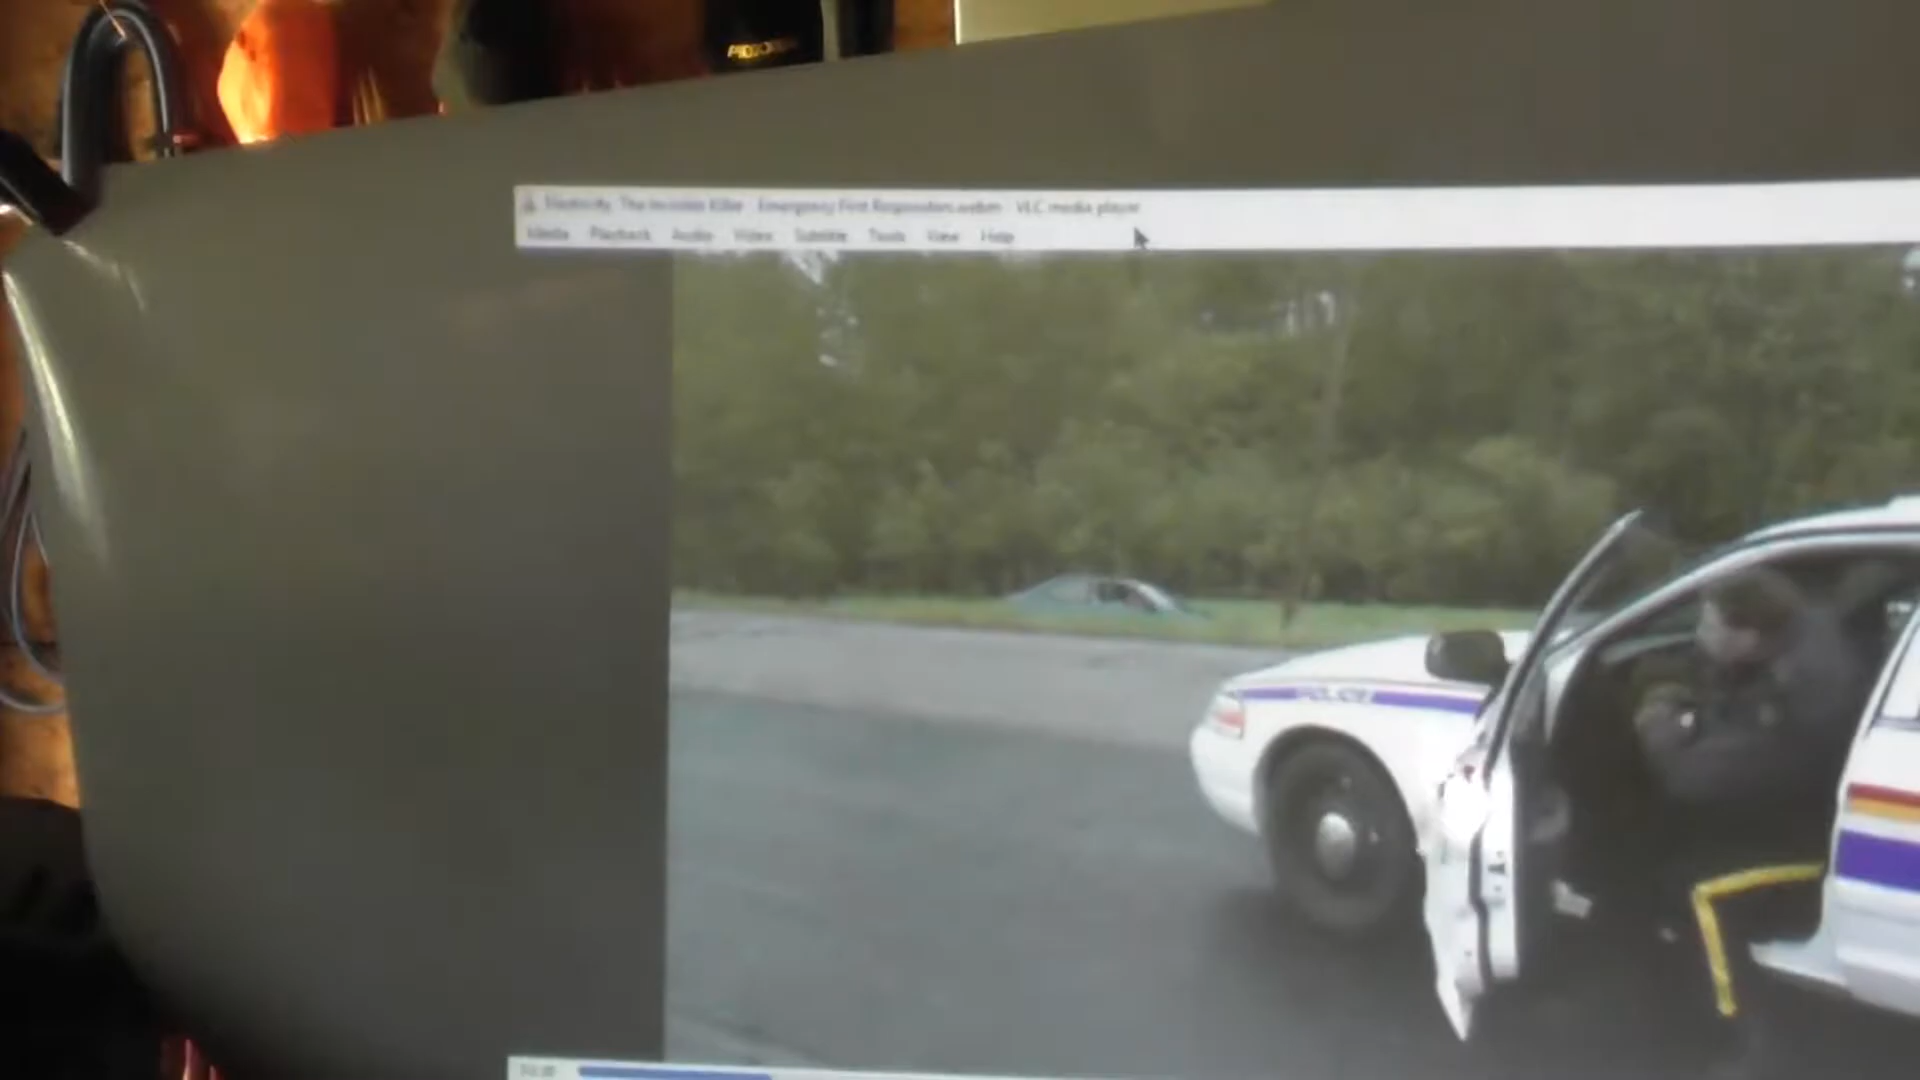 Electricity: The Invisible Killer - Emergency First Responders.webm - VLC media player
Media Playback Audio Video Subtitle Tools View Help
POLICE